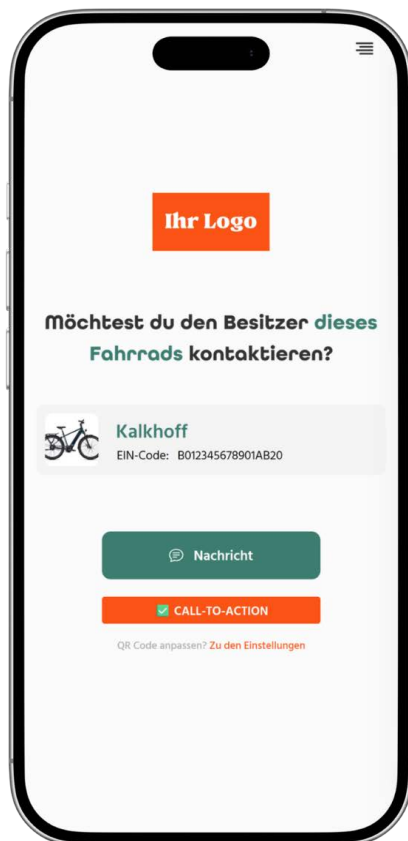 Ihr Logo
Möchtest du den Besitzer dieses
Fahrrads kontaktieren?
Kalkhoff
EIN-Code: B012345678901AB20
Nachricht
✅ CALL-TO-ACTION
QR Code anpassen? Zu den Einstellungen